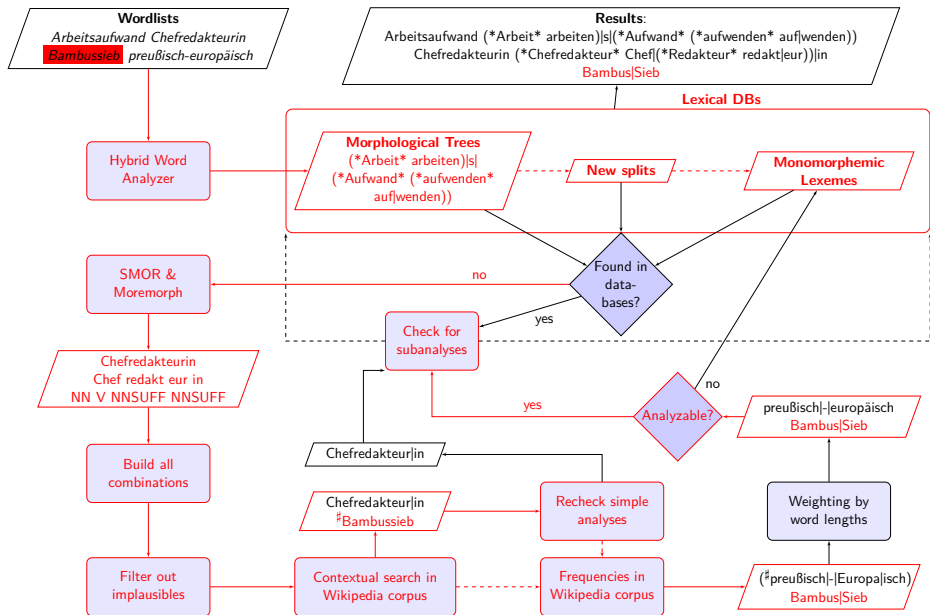 Wordlists
Arbeitsaufwand Chefredakteurin
Bambussieb preußisch-europäisch
Results:
Arbeitsaufwand (*Arbeit* arbeiten)|s|(*Aufwand* (*aufwenden* auf|wenden))
Chefredakteurin (*Chefredakteur* Chef|(*Redakteur* redakt|eur))|in
Bambus|Sieb
Lexical DBs
Hybrid Word
Analyzer
Morphological Trees
(*Arbeit* arbeiten)|s|
(*Aufwand* (*aufwenden*
auf|wenden))
New splits
Monomorphemic
Lexemes
SMOR &
Moremorph
no
Found in
data-
bases?
yes
Check for
subanalyses
Chefredakteurin
Chef redakt eur in
NN V NNSUFF NNSUFF
no
yes
Analyzable?
preußisch|-|europäisch
Bambus|Sieb
Build all
combinations
Chefredakteur|in
Chefredakteur|in
♯Bambussieb
Recheck simple
analyses
Weighting by
word lengths
Filter out
implausibles
Contextual search in
Wikipedia corpus
Frequencies in
Wikipedia corpus
(♯preußisch|-|Europa|isch)
Bambus|Sieb